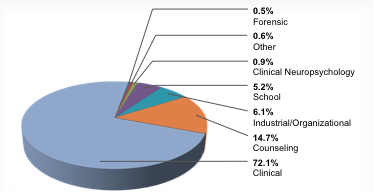 0.5%
Forensic
0.6%
Other
0.9%
Clinical Neuropsychology
5.2%
School
6.1%
Industrial/Organizational
14.7%
Counseling
72.1%
Clinical